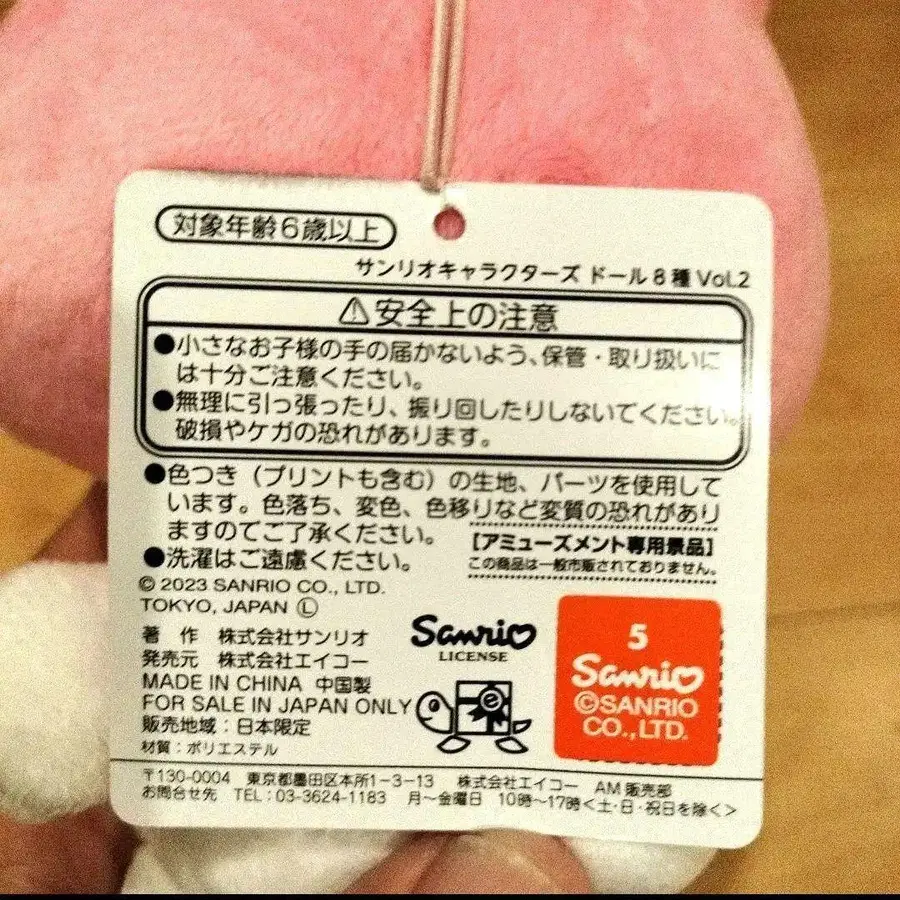 対象年齢6歳以上
サンリオキャラクターズ ドール8種 Vol.2
⚠安全上の注意
●小さなお子様の手の届かないよう、保管・取り扱いに
は十分ご注意ください。
●無理に引っ張ったり、振り回したりしないでください。
破損やケガの恐れがあります。
●色つき（プリントも含む）の生地、パーツを使用して
います。色落ち、変色、色移りなど変質の恐れがあり
ますのでご了承ください。
●洗濯はご遠慮ください。
【アミューズメント専用景品】
この商品は一般市販されておりません。
© 2023 SANRIO CO., LTD.
TOKYO, JAPAN Ⓛ
著 作 株式会社サンリオ
発売元 株式会社エイコー
MADE IN CHINA 中国製
FOR SALE IN JAPAN ONLY
販売地域：日本限定
材質：ポリエステル
Sanrio
LICENSE
5
Sanrio
©SANRIO
CO.,LTD.
〒130-0004 東京都墨田区本所1-3-13 株式会社エイコー AM販売部
お問合せ先 TEL：03-3624-1183 月～金曜日 10時～17時＜土・日・祝日を除く＞